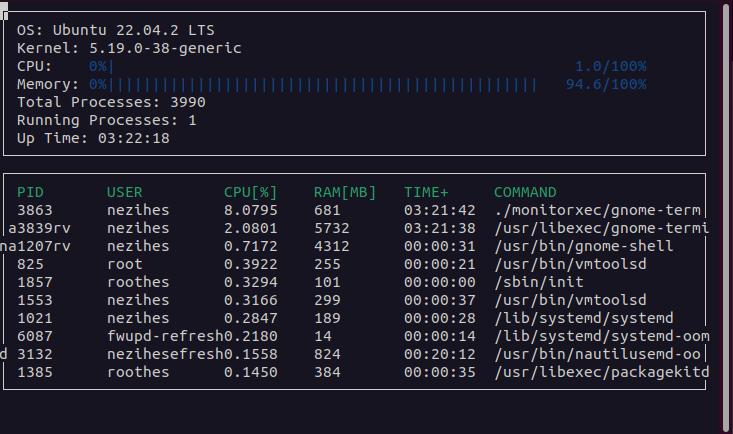 OS: Ubuntu 22.04.2 LTS
Kernel: 5.19.0-38-generic
CPU: 0%| 1.0/100%
Memory: 0%|||||||||||||||||||||||||||||||||||||||||||||||| 94.6/100%
Total Processes: 3990
Running Processes: 1
Up Time: 03:22:18
PID USER CPU[%] RAM[MB] TIME+ COMMAND
3863 nezihes 8.0795 681 03:21:42 ./monitorxec/gnome-term
a3839rv nezihes 2.0801 5732 03:21:38 /usr/libexec/gnome-termi
na1207rv nezihes 0.7172 4312 00:00:31 /usr/bin/gnome-shell
825 root 0.3922 255 00:00:21 /usr/bin/vmtoolsd
1857 roothes 0.3294 101 00:00:00 /sbin/init
1553 nezihes 0.3166 299 00:00:37 /usr/bin/vmtoolsd
1021 nezihes 0.2847 189 00:00:28 /lib/systemd/systemd
6087 fwupd-refresh0.2180 14 00:00:14 /lib/systemd/systemd-oom
d 3132 nezihesefresh0.1558 824 00:20:12 /usr/bin/nautilusemd-oo
1385 roothes 0.1450 384 00:00:35 /usr/libexec/packagekitd